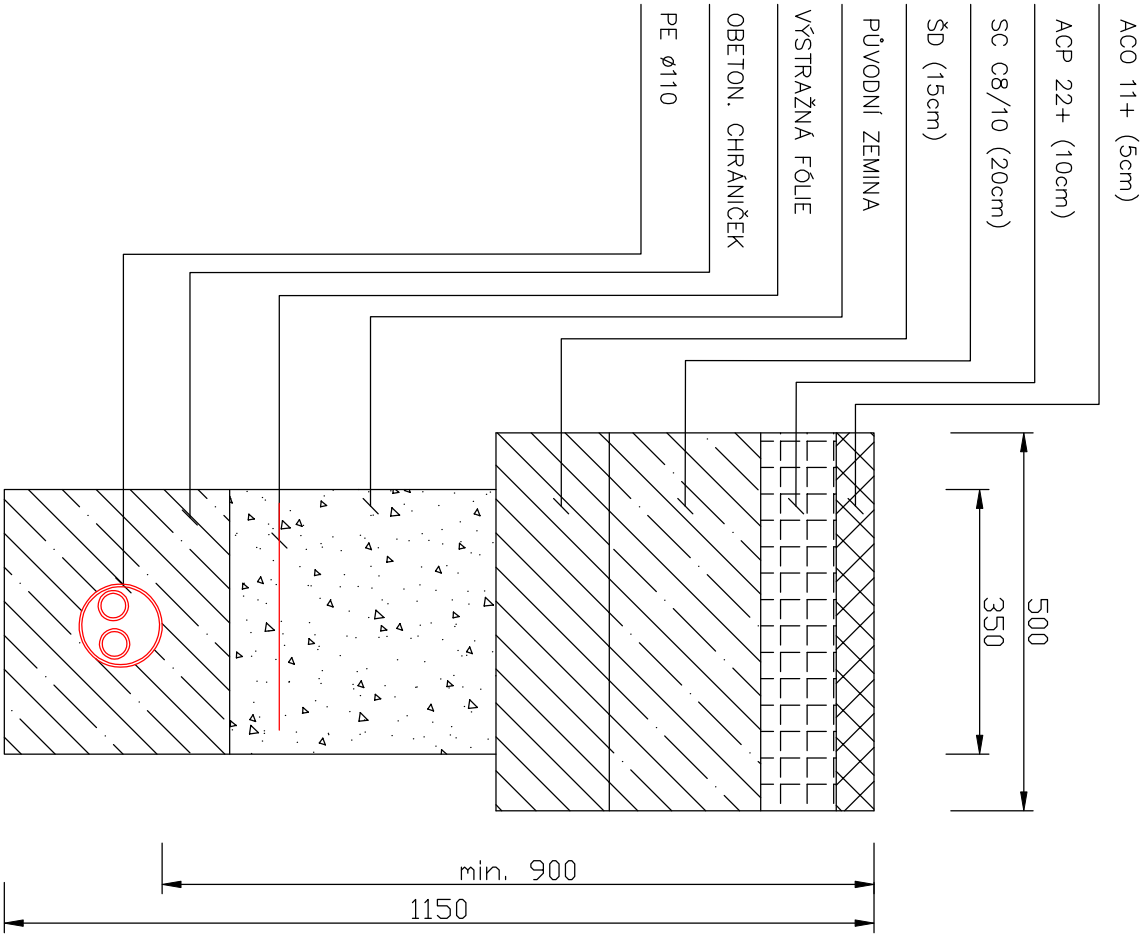 ACO 11+ (5cm)
ACP 22+ (10cm)
SC C8/10 (20cm)
ŠD (15cm)
PŮVODNÍ ZEMINA
VÝSTRAŽNÁ FÓLIE
OBETON. CHRÁNIČEK
PE ø110
500
350
min. 900
1150